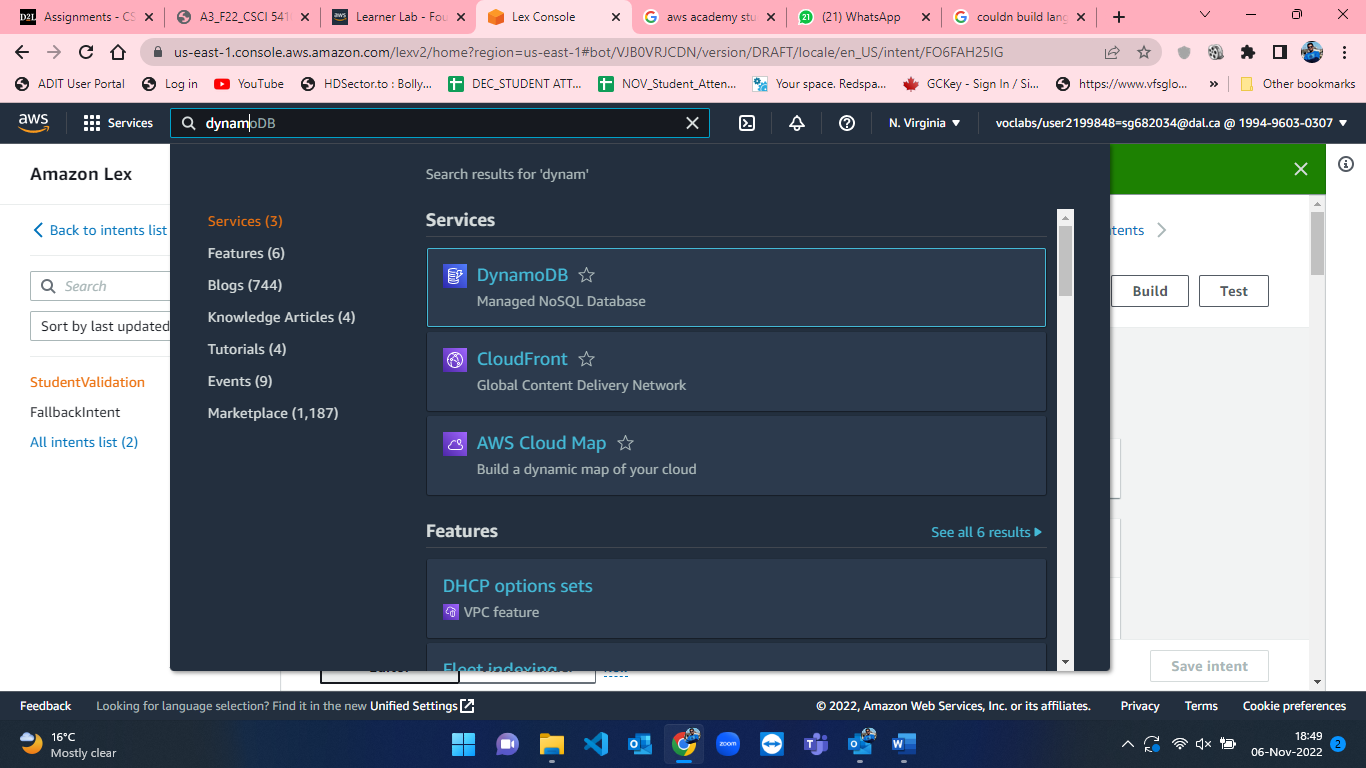 D2L Assignments - CS
A3_F22_CSCI 541
aws Learner Lab - Fou
Lex Console
aws academy stu
(21) WhatsApp
couldn build lang
us-east-1.console.aws.amazon.com/lexv2/home?region=us-east-1#bot/VJB0VRJCDN/version/DRAFT/locale/en_US/intent/FO6FAH25IG
ADIT User Portal
Log in
YouTube
HDSector.to : Bolly...
DEC_STUDENT ATT...
NOV_Student_Atten...
Your space. Redspa...
GCKey - Sign In / Si...
https://www.vfsglo...
»
Other bookmarks
aws
Services
dynamoDB
N. Virginia
voclabs/user2199848=sg682034@dal.ca @ 1994-9603-0307
Amazon Lex
Search results for 'dynam'
Back to intents list
Services (3)
Services
tents
Features (6)
Search
Blogs (744)
DynamoDB
Managed NoSQL Database
Build
Test
Sort by last updated
Knowledge Articles (4)
Tutorials (4)
CloudFront
Global Content Delivery Network
StudentValidation
Events (9)
FallbackIntent
Marketplace (1,187)
All intents list (2)
AWS Cloud Map
Build a dynamic map of your cloud
Features
See all 6 results
DHCP options sets
VPC feature
Fleet indexing
Save intent
Feedback
Looking for language selection? Find it in the new Unified Settings
© 2022, Amazon Web Services, Inc. or its affiliates.
Privacy
Terms
Cookie preferences
16°C
Mostly clear
zoom
18:49
06-Nov-2022
2